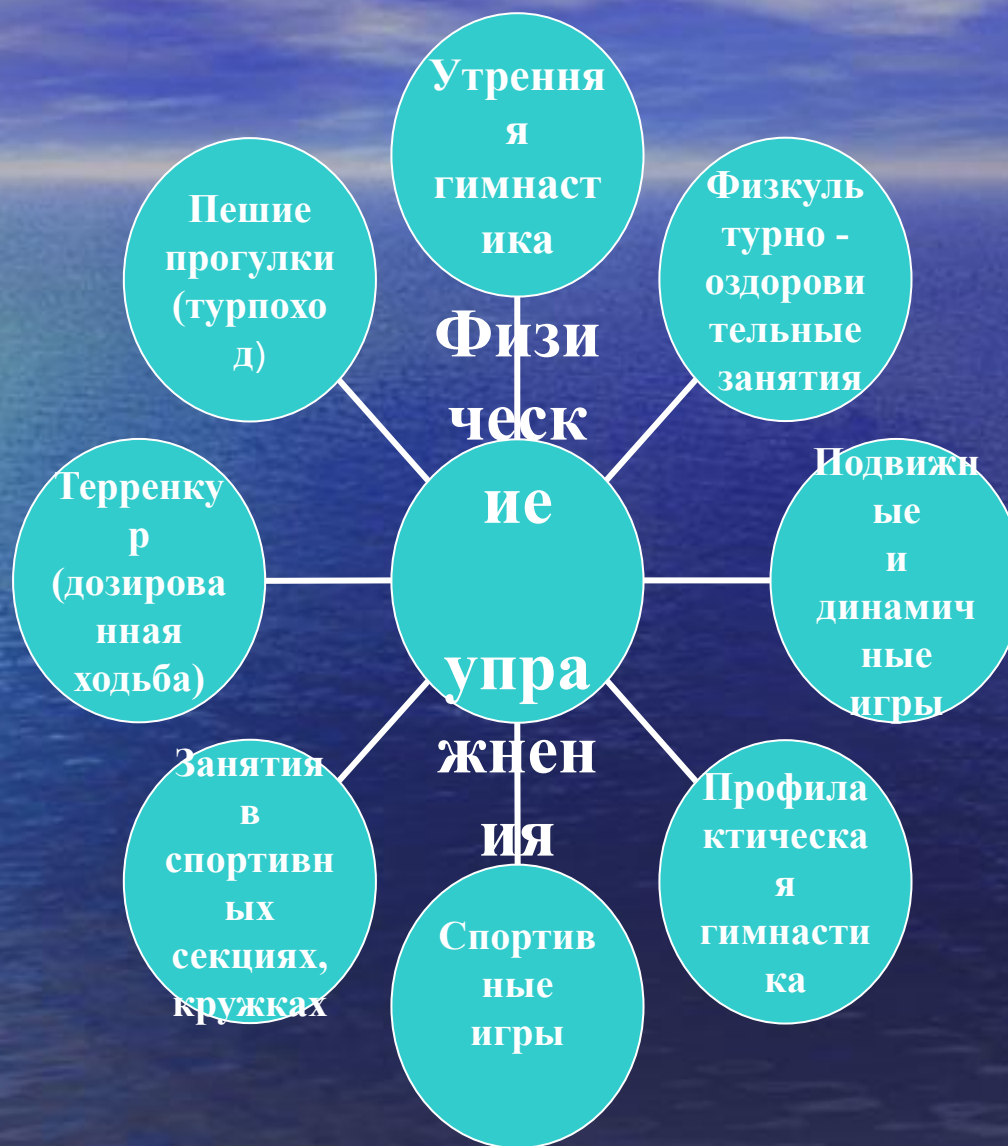 Утрення
я
гимнаст
ика
Физкуль
турно -
оздорови
тельные
занятия
Подвижн
ые
и
динамич
ные
игры
Профила
ктическа
я
гимнасти
ка
Спортив
ные
игры
Занятия
в
спортивн
ых
секциях,
кружках
Терренку
р
(дозирова
нная
ходьба)
Пешие
прогулки
(турпохо
д)
Физи
ческ
ие
упра
жнен
ия